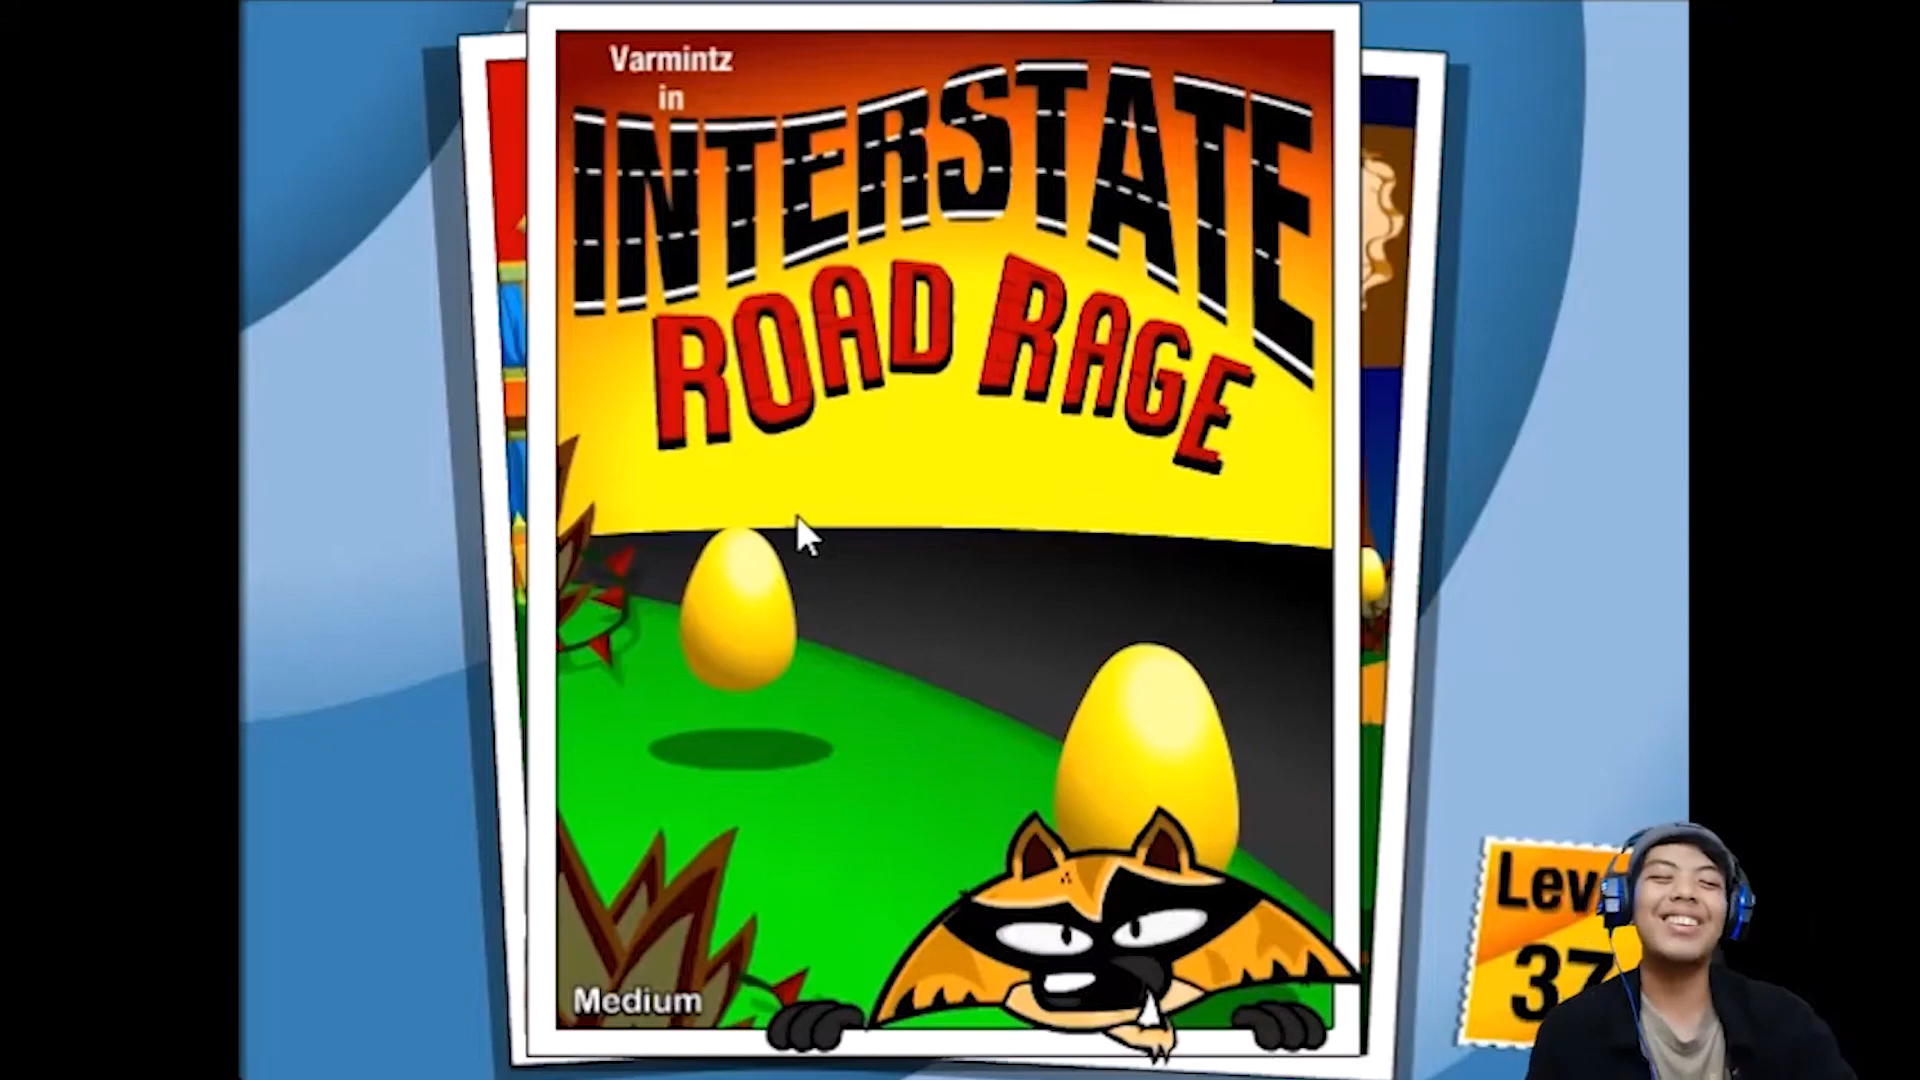 Varmintz
in
INTERSTATE
ROAD RAGE
Medium
Lev
37